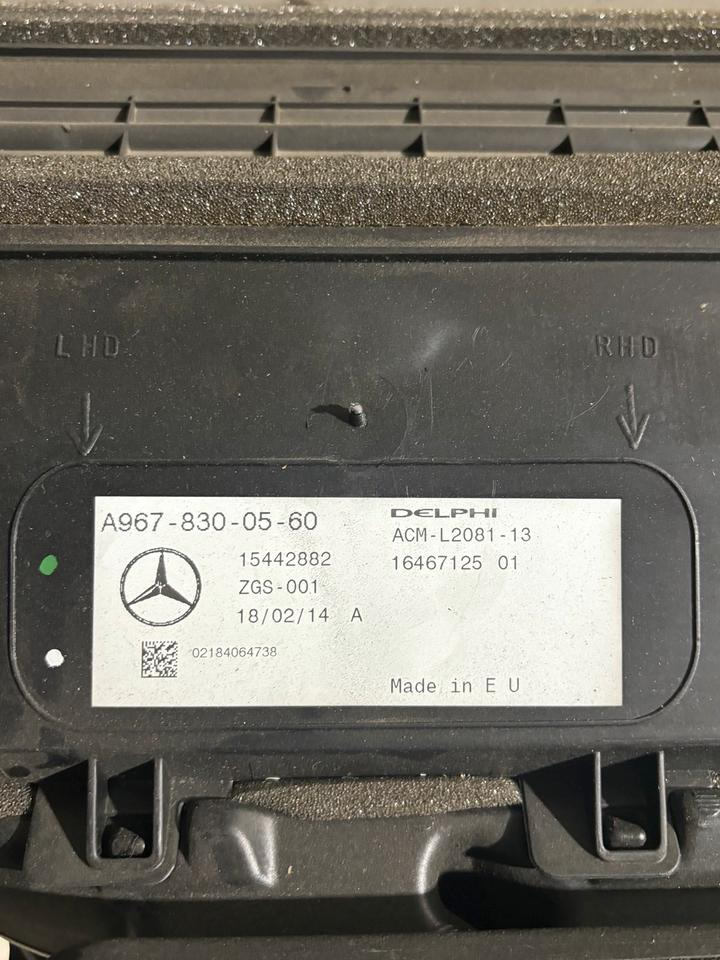 LHD
RHD
A967-830-05-60
DELPHI
ACM-L2081-13
15442882
16467125 01
ZGS-001
18/02/14 A
02184064738
Made in E U